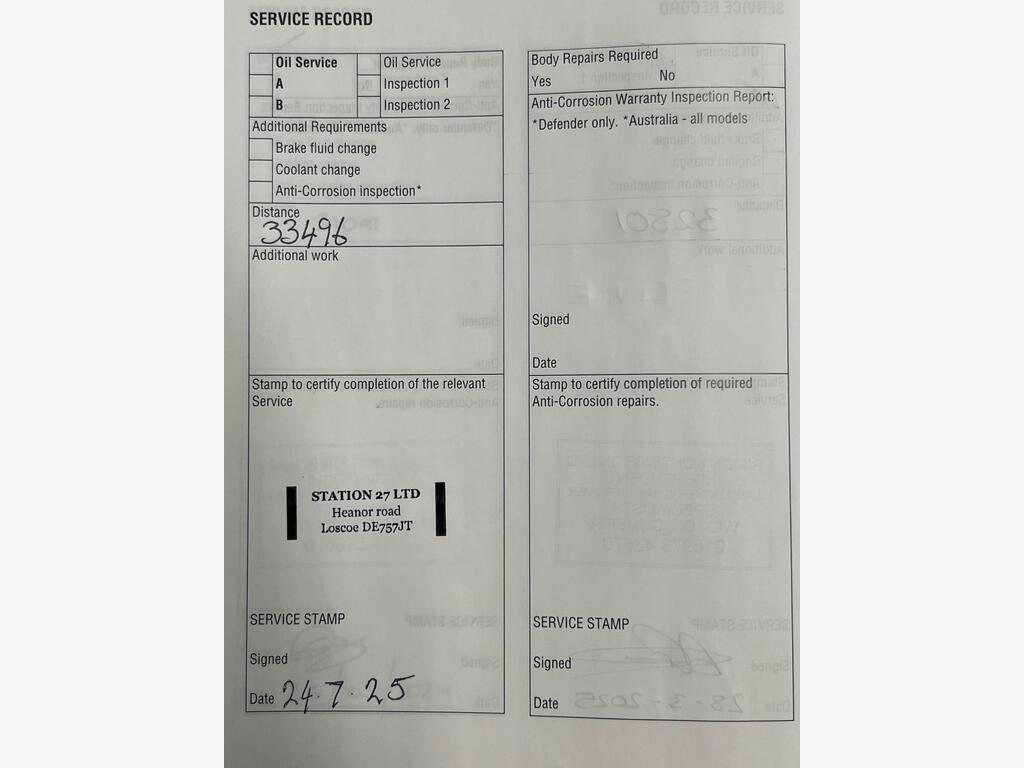 SERVICE RECORD
Oil Service
Oil Service
A
Inspection 1
B
Inspection 2
Additional Requirements
Brake fluid change
Coolant change
Anti-Corrosion inspection*
Distance
33496
Additional work
Stamp to certify completion of the relevant
Service
STATION 27 LTD
Heanor road
Loscoe DE757JT
SERVICE STAMP
Signed
Date 24.7.25
Body Repairs Required
Yes No
Anti-Corrosion Warranty Inspection Report:
*Defender only. *Australia - all models
Signed
Date
Stamp to certify completion of required
Anti-Corrosion repairs.
SERVICE STAMP
Signed
Date